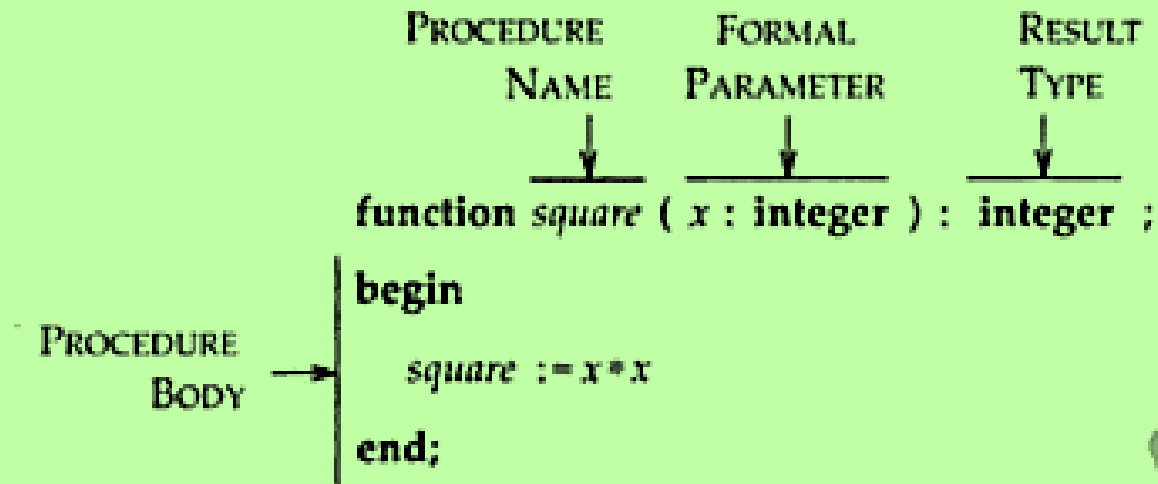 PROCEDURE FORMAL RESULT
NAME PARAMETER TYPE
function square ( x : integer ) : integer ;
begin
PROCEDURE
square := x*x
BODY
end;